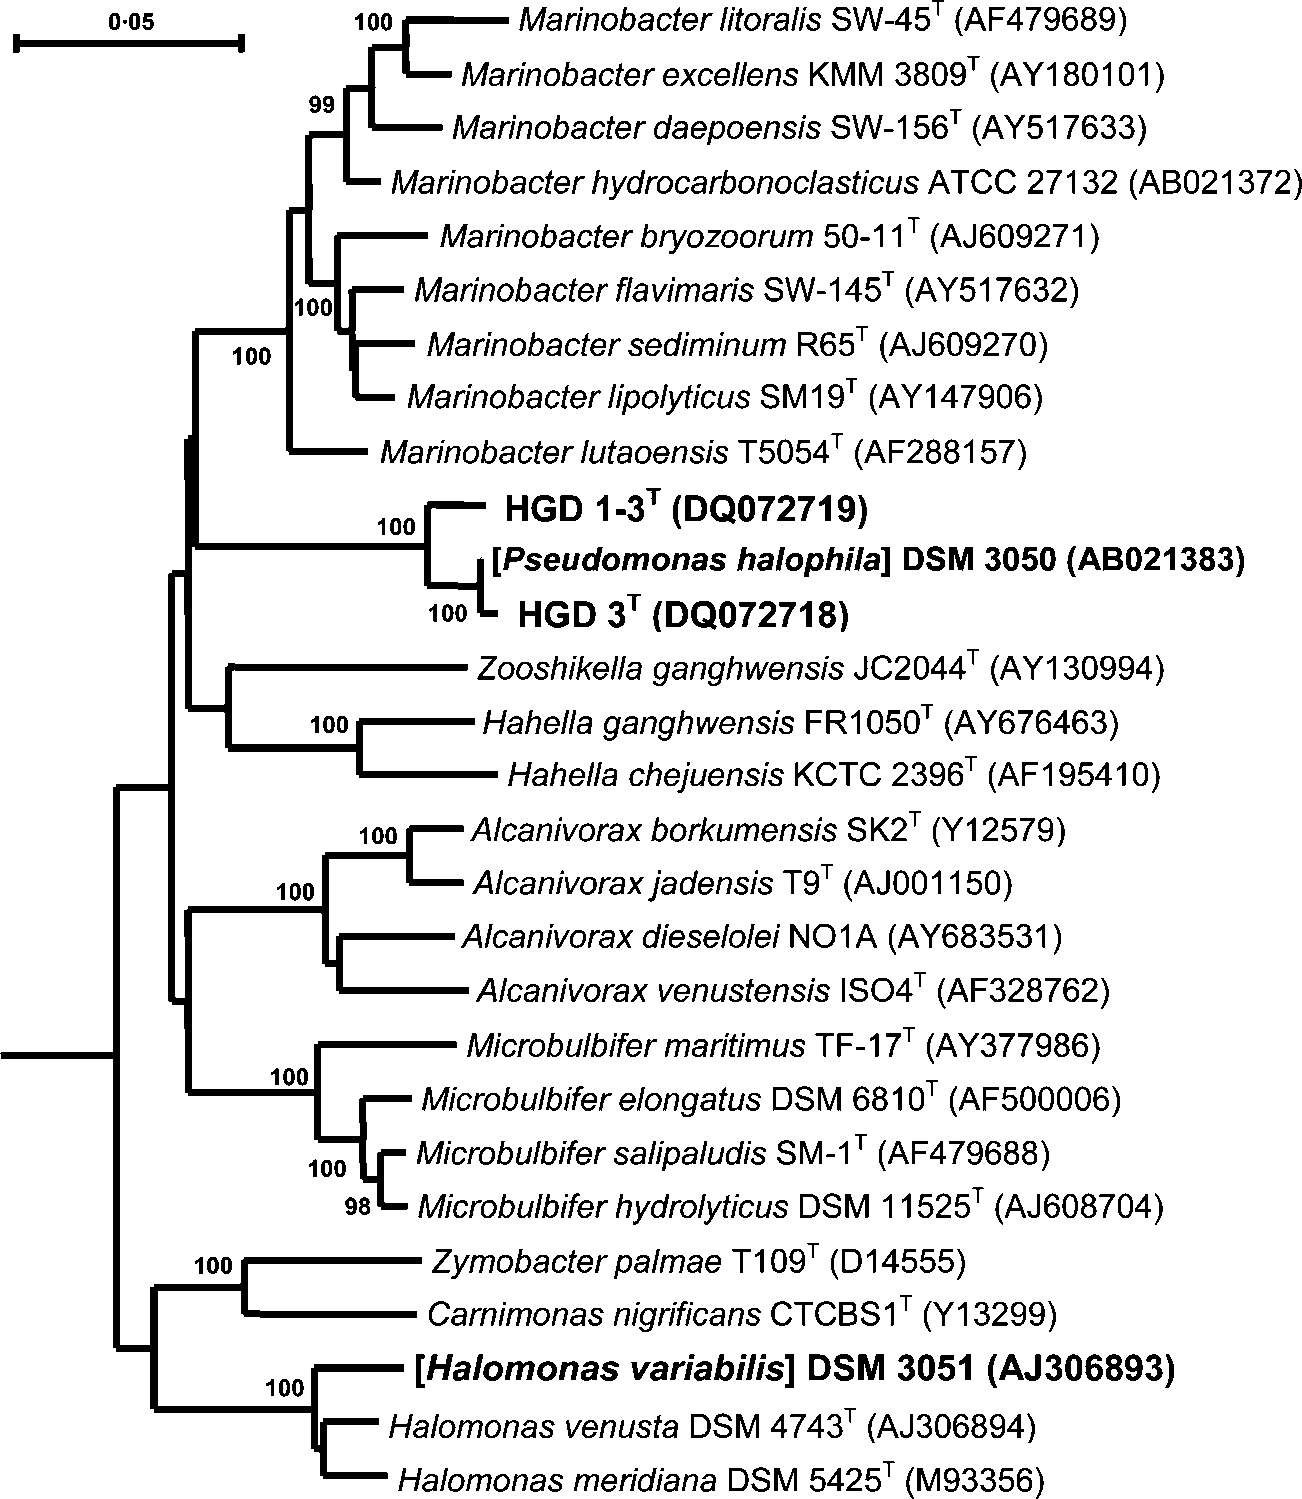 0·05
100 Marinobacter litoralis SW-45T (AF479689)
Marinobacter excellens KMM 3809T (AY180101)
99
Marinobacter daepoensis SW-156T (AY517633)
Marinobacter hydrocarbonoclasticus ATCC 27132 (AB021372)
Marinobacter bryozoorum 50-11T (AJ609271)
Marinobacter flavimaris SW-145T (AY517632)
100
Marinobacter sediminum R65T (AJ609270)
100
Marinobacter lipolyticus SM19T (AY147906)
Marinobacter lutaoensis T5054T (AF288157)
HGD 1-3T (DQ072719)
100
[Pseudomonas halophila] DSM 3050 (AB021383)
100 HGD 3T (DQ072718)
Zooshikella ganghwensis JC2044T (AY130994)
100 Hahella ganghwensis FR1050T (AY676463)
Hahella chejuensis KCTC 2396T (AF195410)
100 Alcanivorax borkumensis SK2T (Y12579)
100 Alcanivorax jadensis T9T (AJ001150)
Alcanivorax dieselolei NO1A (AY683531)
Alcanivorax venustensis ISO4T (AF328762)
Microbulbifer maritimus TF-17T (AY377986)
100
Microbulbifer elongatus DSM 6810T (AF500006)
Microbulbifer salipaludis SM-1T (AF479688)
100
98 Microbulbifer hydrolyticus DSM 11525T (AJ608704)
100 Zymobacter palmae T109T (D14555)
Carnimonas nigrificans CTCBS1T (Y13299)
[Halomonas variabilis] DSM 3051 (AJ306893)
100
Halomonas venusta DSM 4743T (AJ306894)
Halomonas meridiana DSM 5425T (M93356)